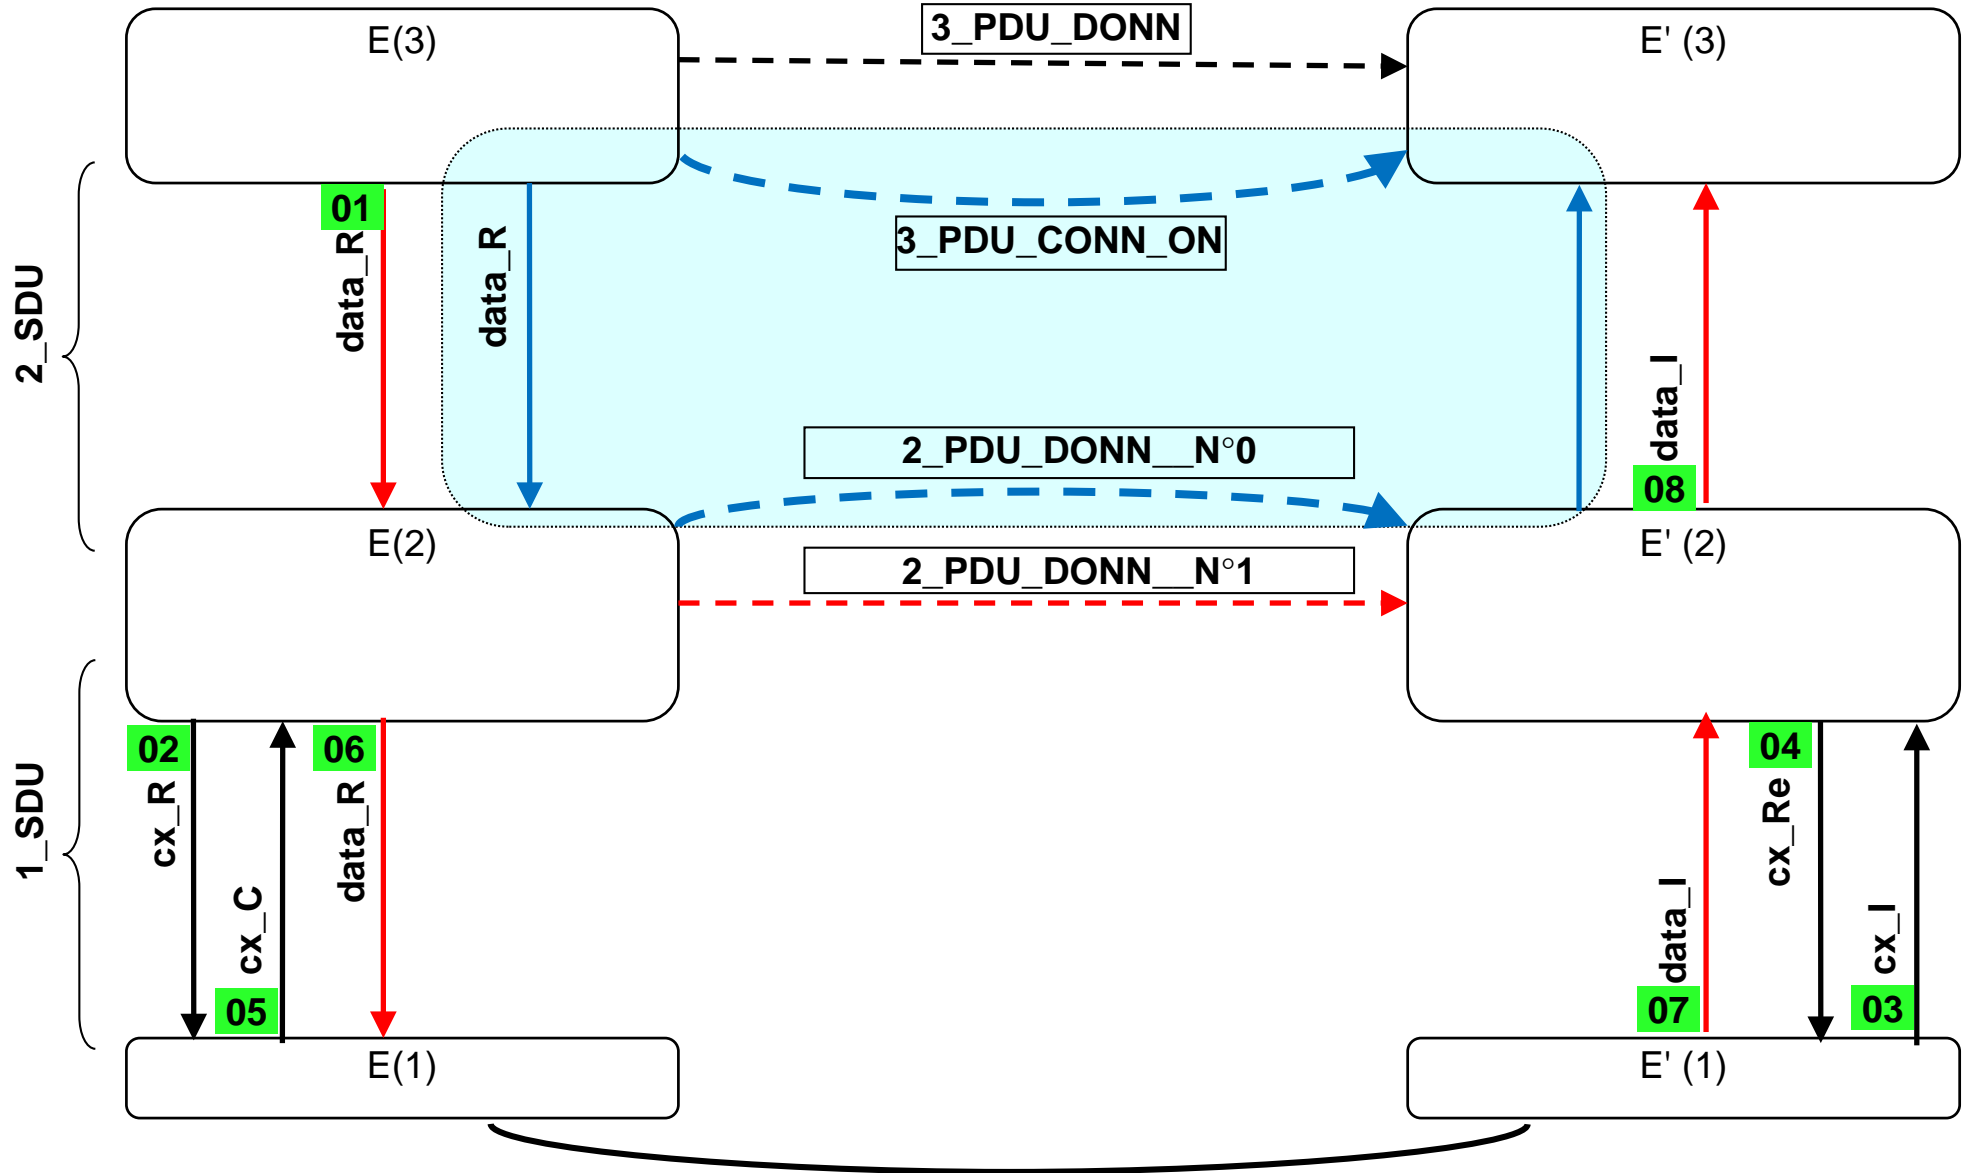 E(3)
3_PDU_DONN
E' (3)
01
data_R
data_R
3_PDU_CONN_ON
2_SDU
data_I
08
2_PDU_DONN__N°0
E(2)
2_PDU_DONN__N°1
E' (2)
1_SDU
02
cx_R
05
cx_C
06
data_R
07
data_I
04
cx_Re
03
cx_I
E(1)
E' (1)